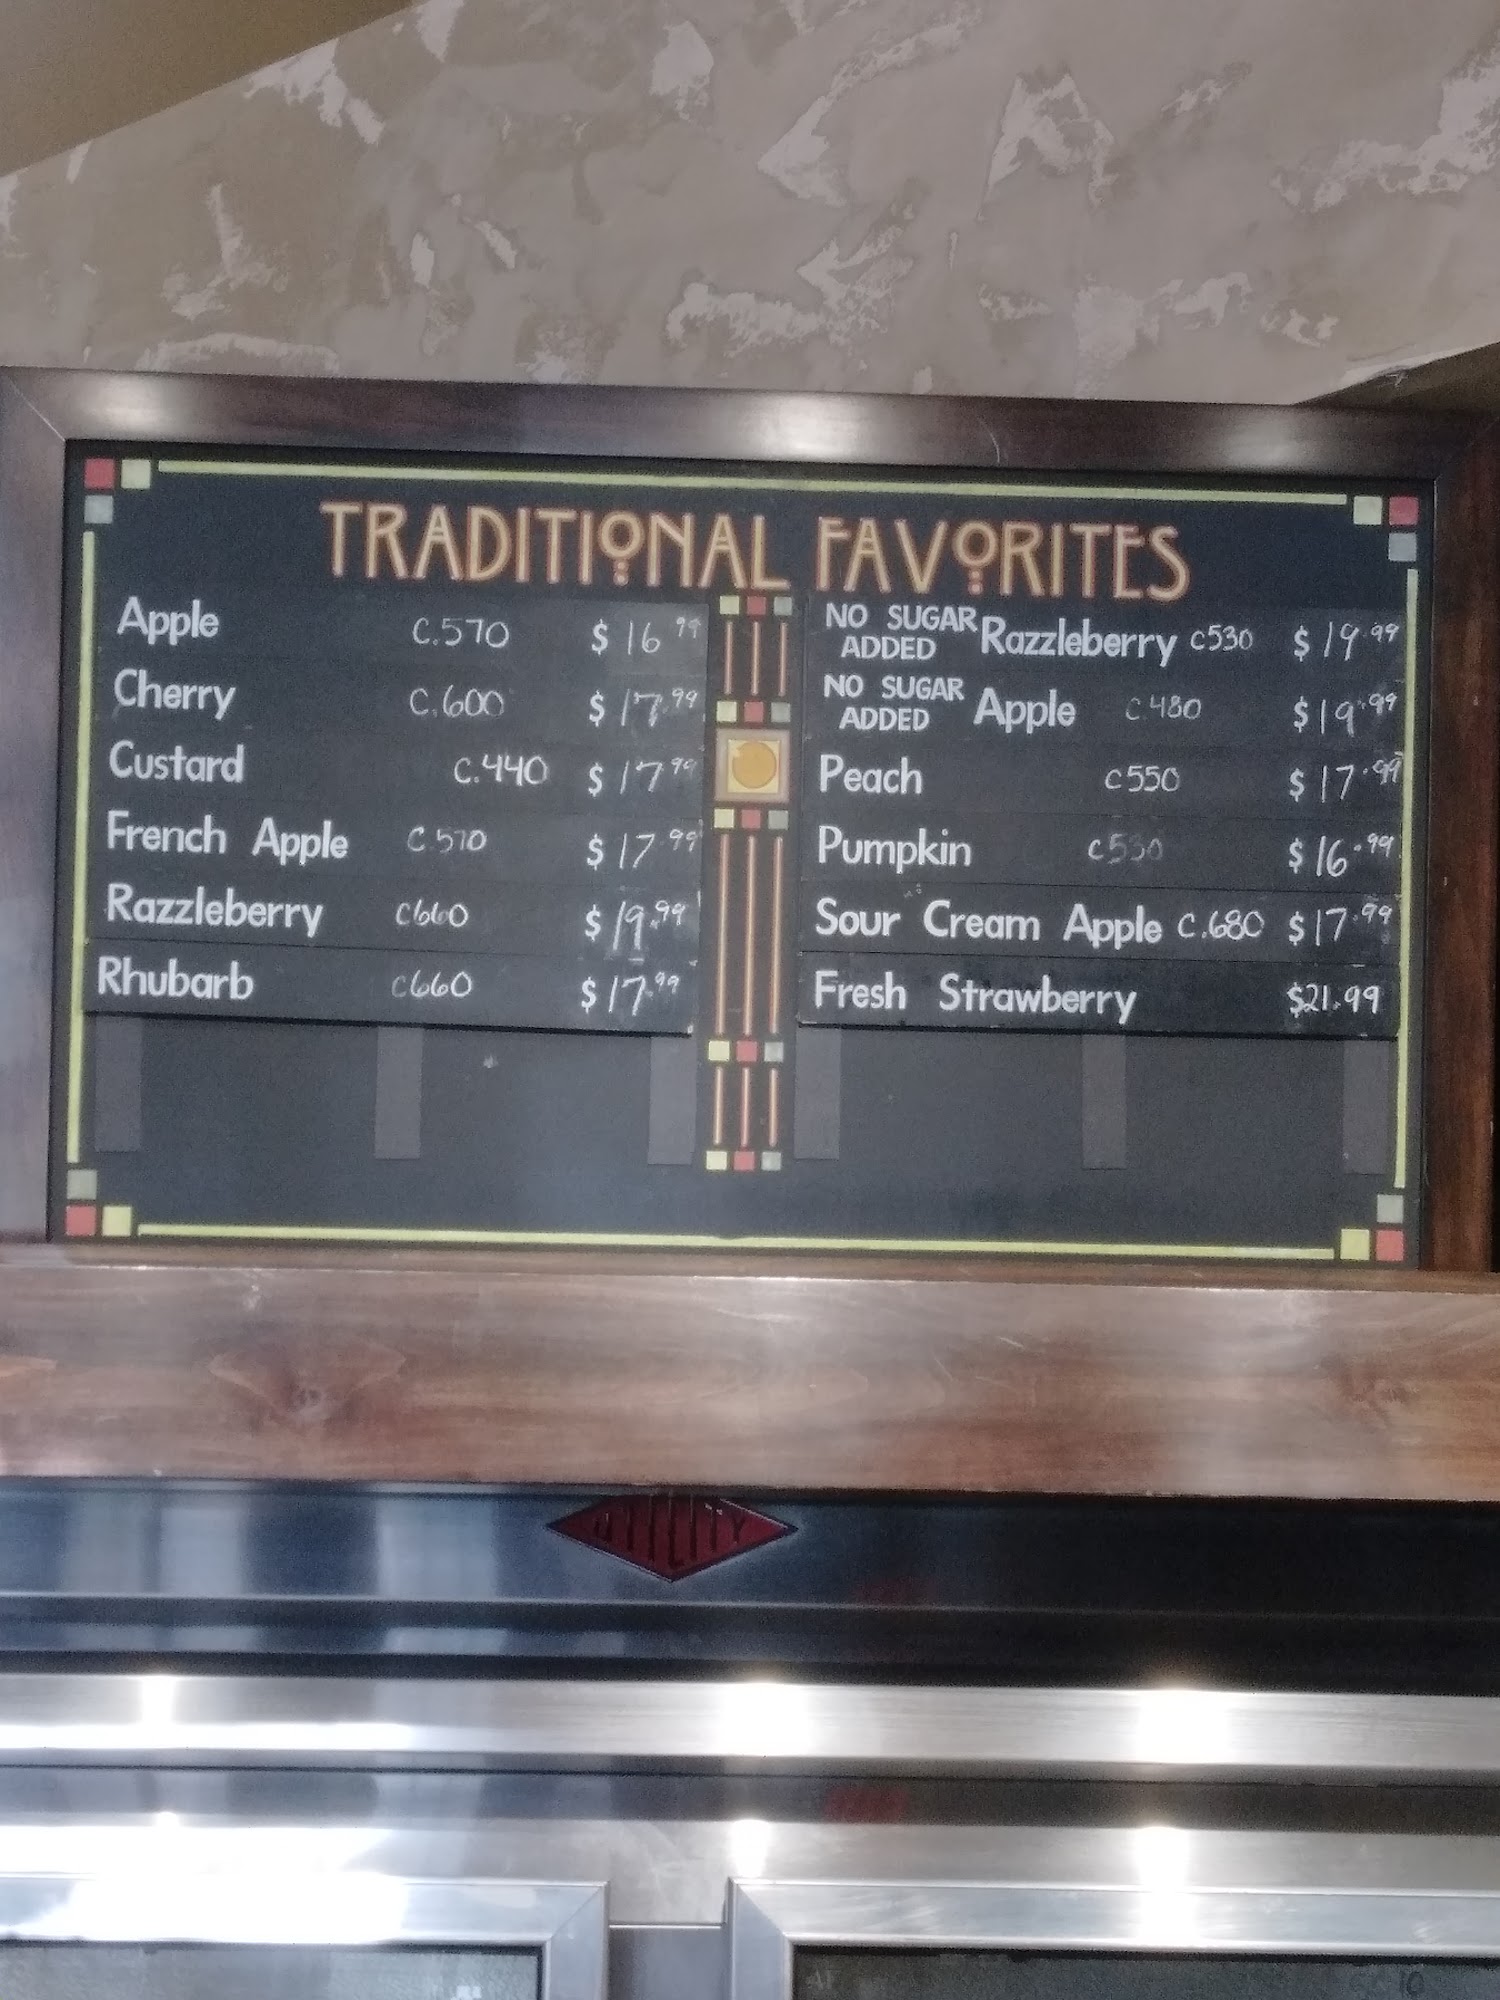 TRADITIONAL FAVORITES
Apple c.570 $16.99
Cherry c.600 $17.99
Custard c.440 $17.99
French Apple c 570 $17.99
Razzleberry c660 $19.99
Rhubarb c660 $17.99
NO SUGAR ADDED Razzleberry c530 $19.99
NO SUGAR ADDED Apple c.480 $19.99
Peach c550 $17.99
Pumpkin c530 $16.99
Sour Cream Apple c.680 $17.99
Fresh Strawberry $21.99
UTILITY